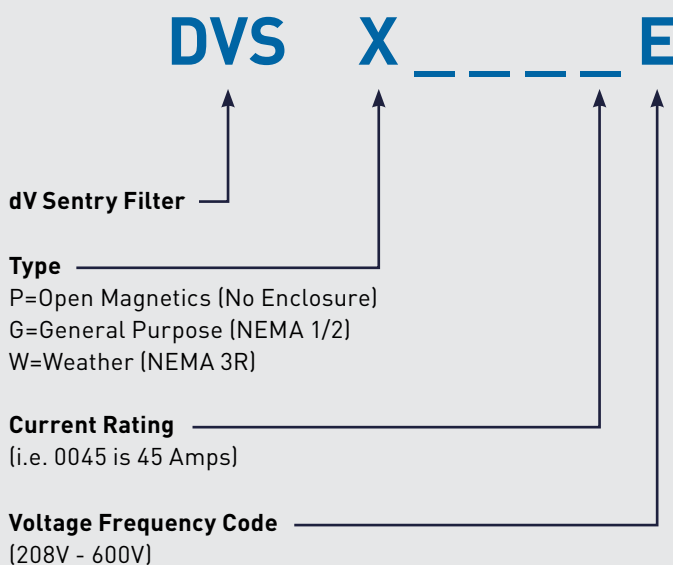 DVS X _ _ _ _ _ E
dV Sentry Filter
Type
P=Open Magnetics (No Enclosure)
G=General Purpose (NEMA 1/2)
W=Weather (NEMA 3R)
Current Rating
(i.e. 0045 is 45 Amps)
Voltage Frequency Code
(208V - 600V)